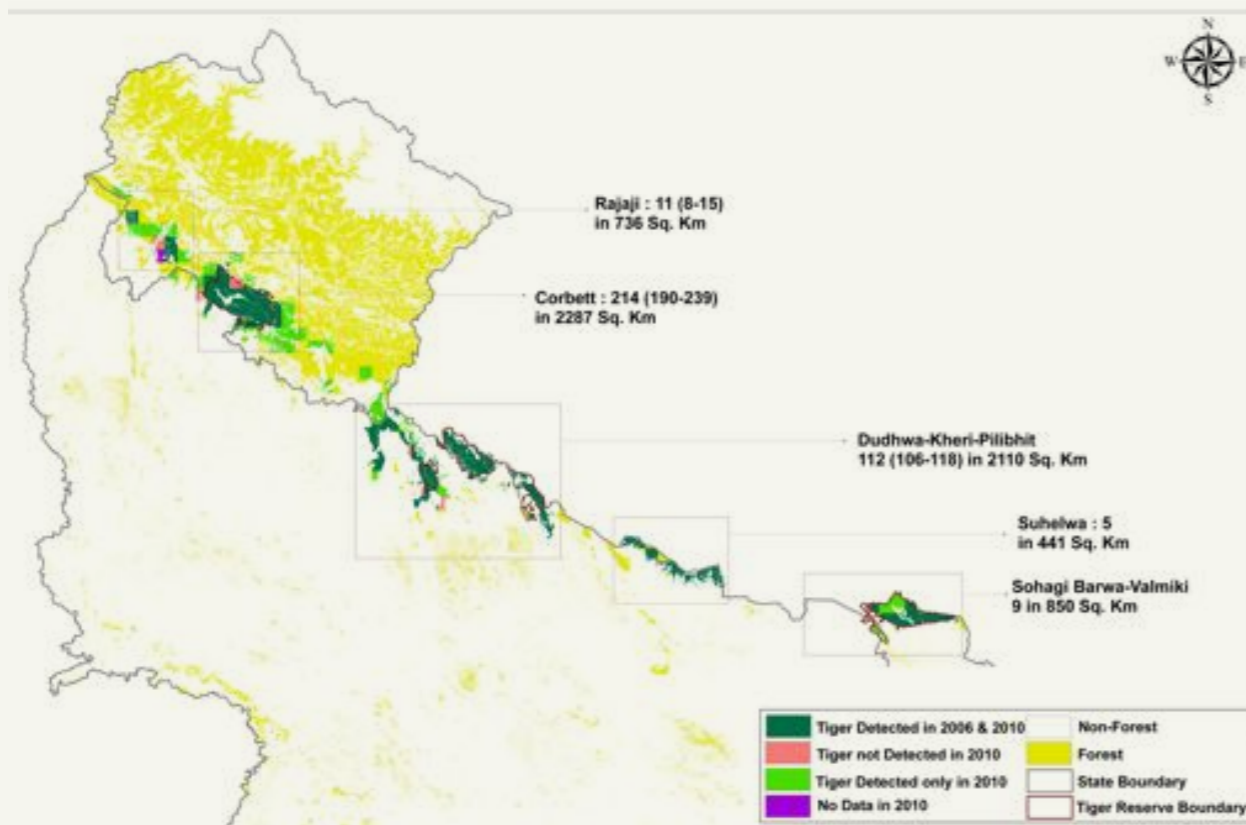 N
W E
S
Rajaji : 11 (8-15)
in 736 Sq. Km
Corbett : 214 (190-239)
in 2287 Sq. Km
Dudhwa-Kheri-Pilibhit
112 (106-118) in 2110 Sq. Km
Suhelwa : 5
in 441 Sq. Km
Sohagi Barwa-Valmiki
9 in 850 Sq. Km
Tiger Detected in 2006 & 2010
Non-Forest
Tiger not Detected in 2010
Forest
Tiger Detected only in 2010
State Boundary
No Data in 2010
Tiger Reserve Boundary